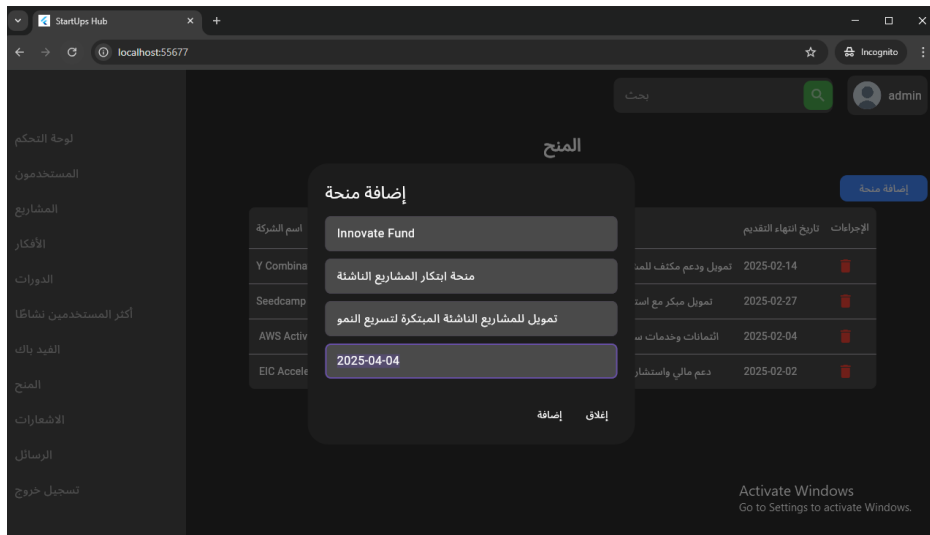 StartUps Hub
localhost:55677
Incognito
بحث
admin
لوحة التحكم
المستخدمون
المشاريع
الأفكار
الدورات
أكثر المستخدمين نشاطًا
الفيد باك
المنح
الاشعارات
الرسائل
تسجيل خروج
المنح
إضافة منحة
اسم الشركة
تاريخ انتهاء التقديم
الإجراءات
Y Combina
تمويل ودعم مكثف للمش
2025-02-14
Seedcamp
تمويل مبكر مع است
2025-02-27
AWS Activ
ائتمانات وخدمات س
2025-02-04
EIC Accele
دعم مالي واستشار
2025-02-02
إضافة منحة
Innovate Fund
منحة ابتكار المشاريع الناشئة
تمويل للمشاريع الناشئة المبتكرة لتسريع النمو
2025-04-04
إضافة
إغلاق
Activate Windows
Go to Settings to activate Windows.